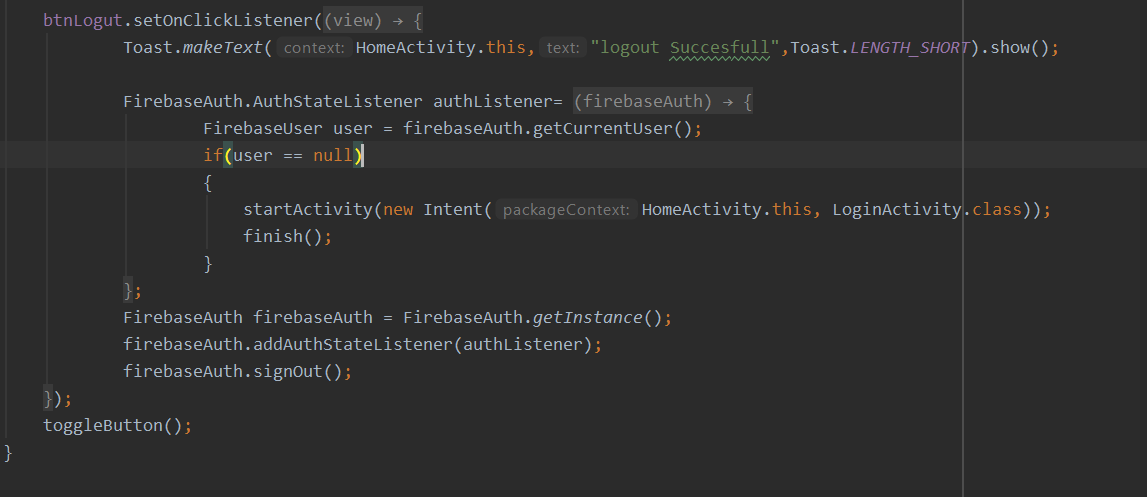 btnLogut.setOnClickListener((view) → {
Toast.makeText( context: HomeActivity.this, text: "logout Succesfull",Toast.LENGTH_SHORT).show();
FirebaseAuth.AuthStateListener authListener= (firebaseAuth) → {
FirebaseUser user = firebaseAuth.getCurrentUser();
if(user == null)
{
startActivity(new Intent( packageContext: HomeActivity.this, LoginActivity.class));
finish();
}
};
FirebaseAuth firebaseAuth = FirebaseAuth.getInstance();
firebaseAuth.addAuthStateListener(authListener);
firebaseAuth.signOut();
});
toggleButton();
}